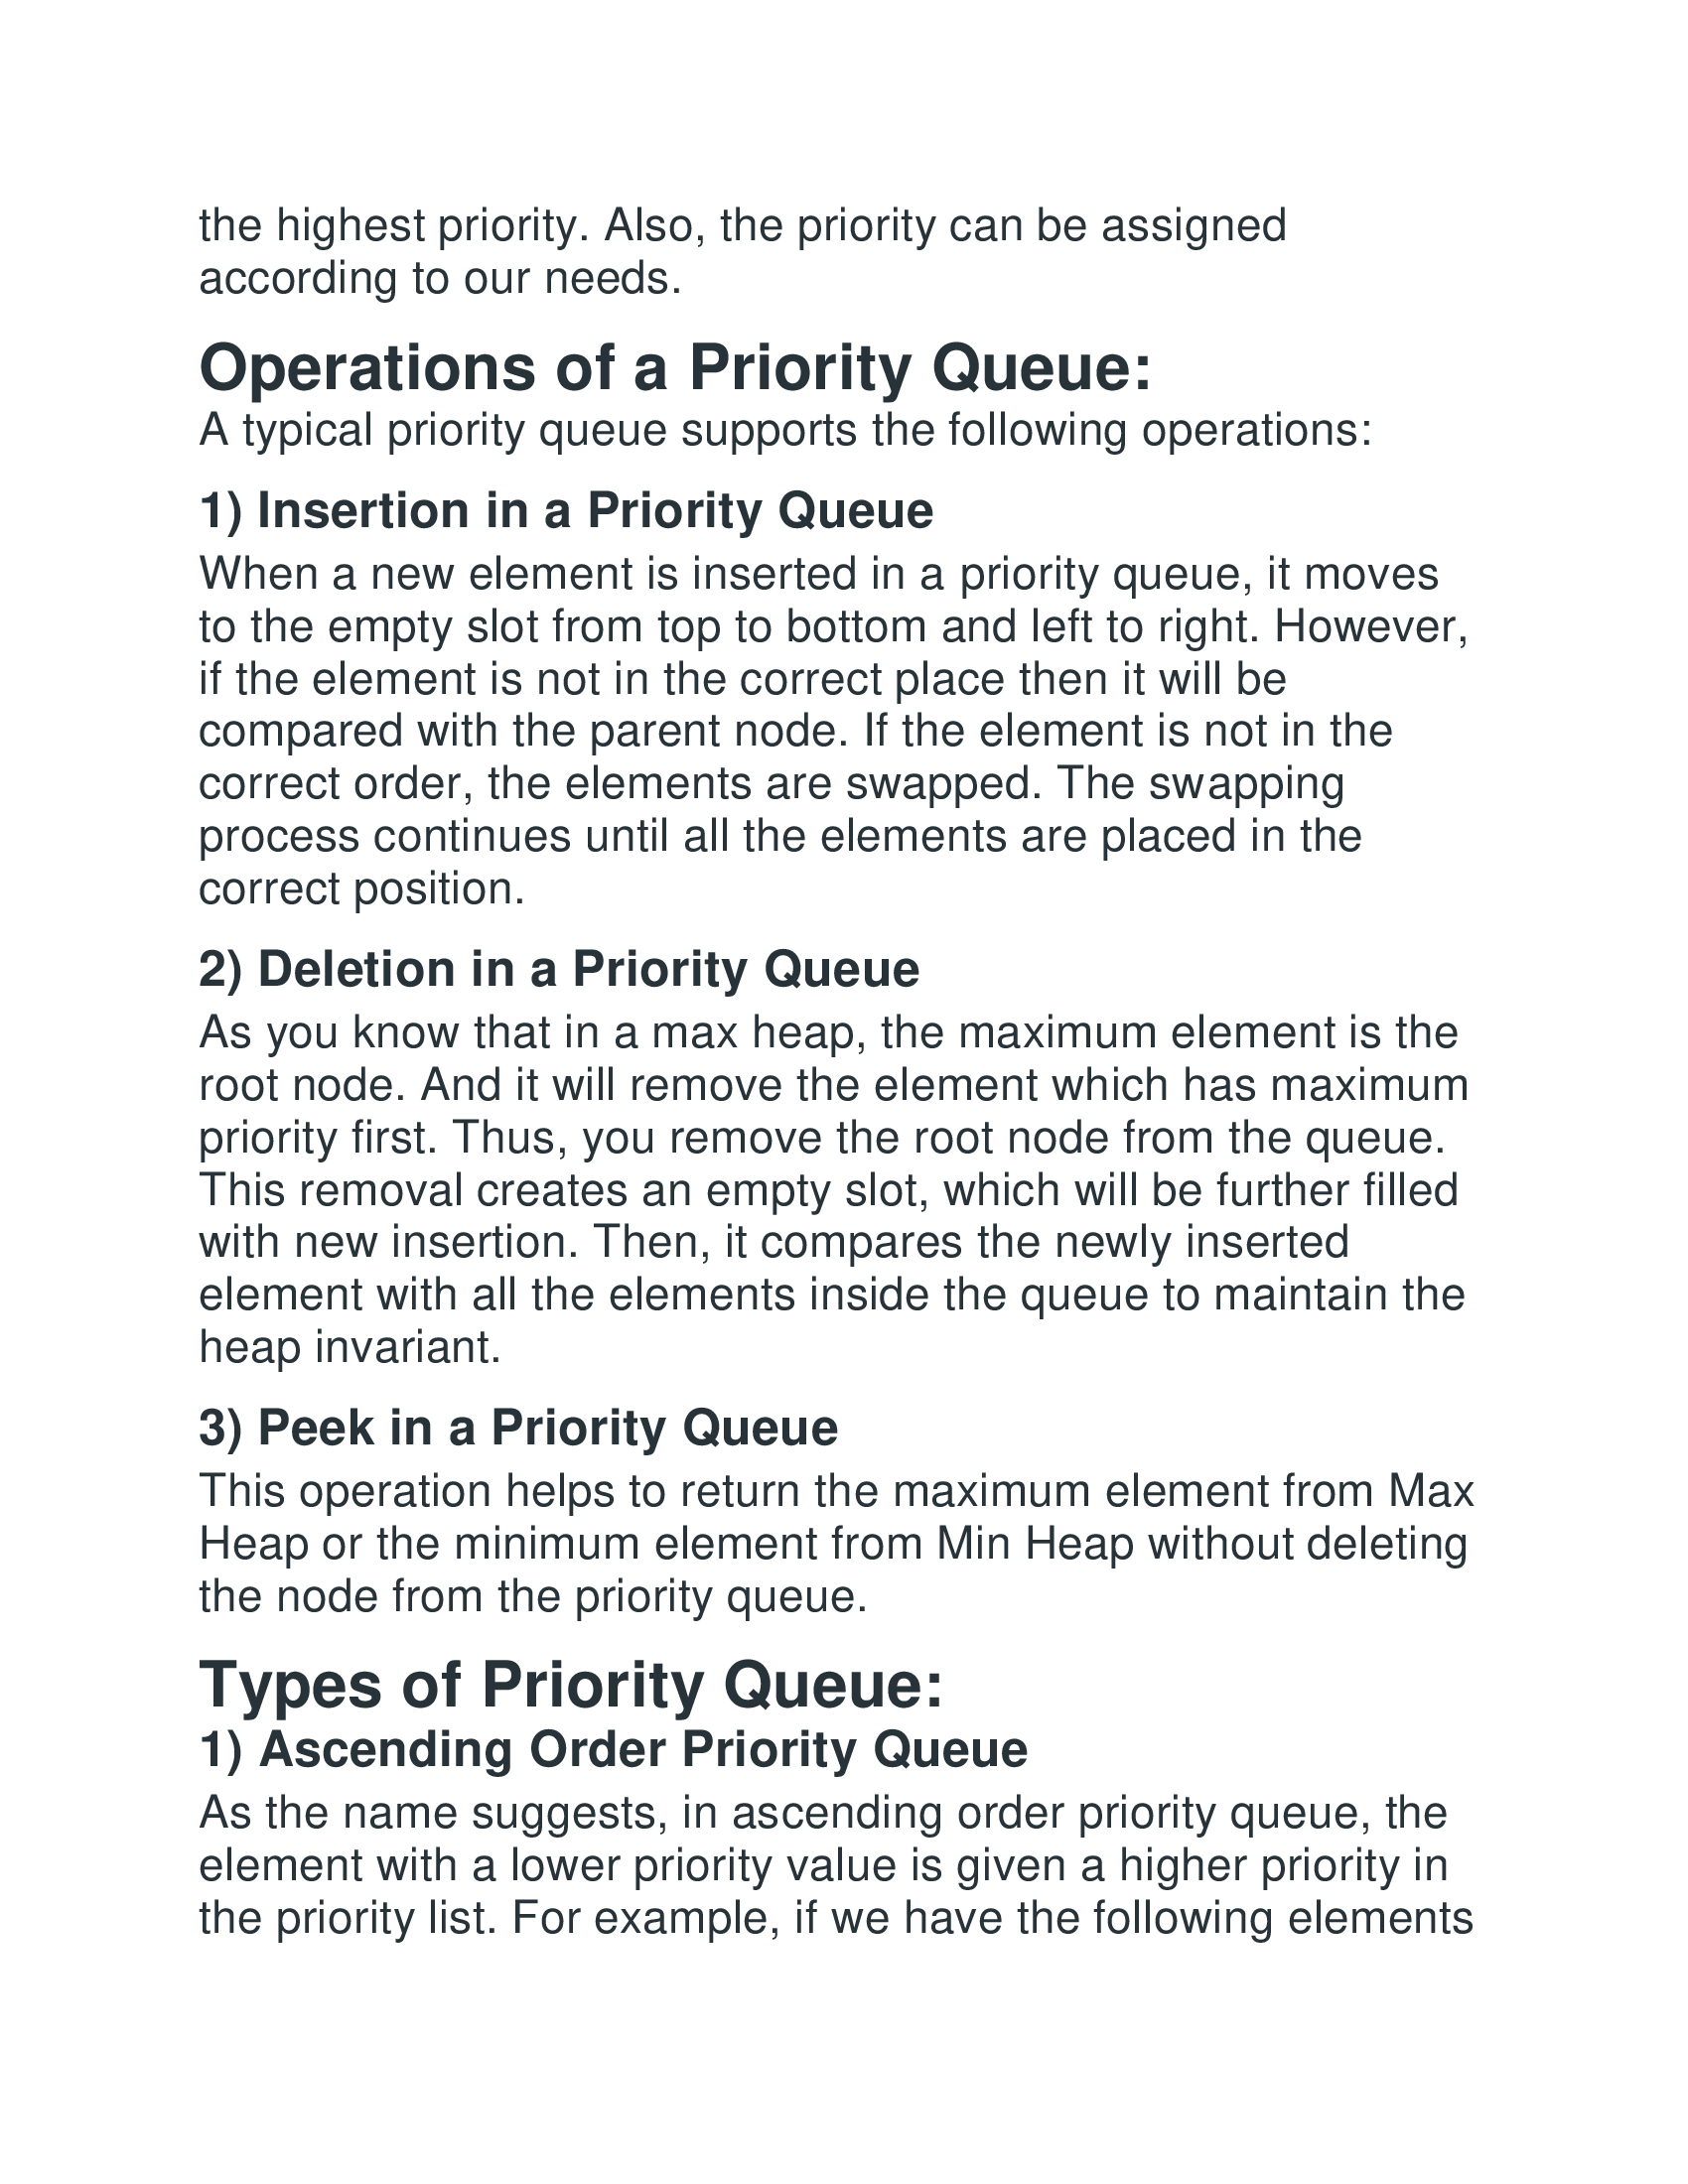 the highest priority. Also, the priority can be assigned
according to our needs.
Operations of a Priority Queue:
A typical priority queue supports the following operations:
1) Insertion in a Priority Queue
When a new element is inserted in a priority queue, it moves
to the empty slot from top to bottom and left to right. However,
if the element is not in the correct place then it will be
compared with the parent node. If the element is not in the
correct order, the elements are swapped. The swapping
process continues until all the elements are placed in the
correct position.
2) Deletion in a Priority Queue
As you know that in a max heap, the maximum element is the
root node. And it will remove the element which has maximum
priority first. Thus, you remove the root node from the queue.
This removal creates an empty slot, which will be further filled
with new insertion. Then, it compares the newly inserted
element with all the elements inside the queue to maintain the
heap invariant.
3) Peek in a Priority Queue
This operation helps to return the maximum element from Max
Heap or the minimum element from Min Heap without deleting
the node from the priority queue.
Types of Priority Queue:
1) Ascending Order Priority Queue
As the name suggests, in ascending order priority queue, the
element with a lower priority value is given a higher priority in
the priority list. For example, if we have the following elements